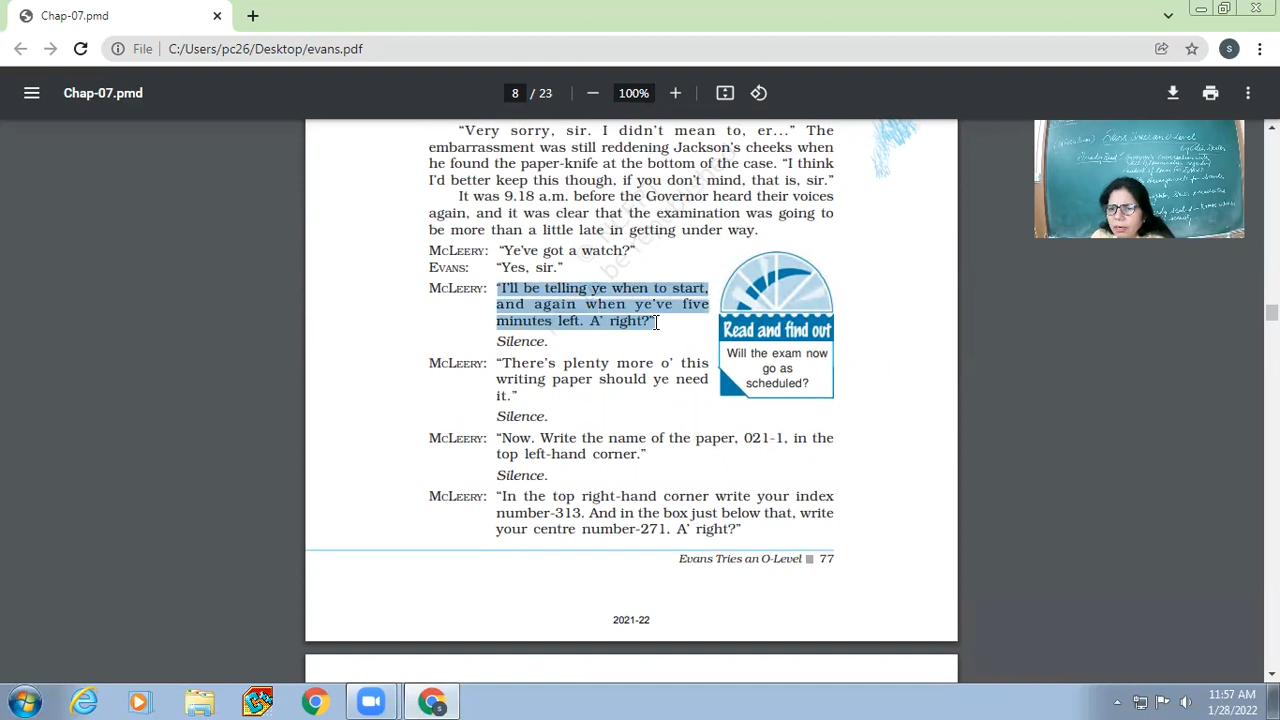 Chap-07.pmd
File C:/Users/pc26/Desktop/evans.pdf
S
Chap-07.pmd
8 / 23
100%
“Very sorry, sir. I didn’t mean to, er...” The
embarrassment was still reddening Jackson’s cheeks when
he found the paper-knife at the bottom of the case. “I think
I’d better keep this though, if you don’t mind, that is, sir.”
It was 9.18 a.m. before the Governor heard their voices
again, and it was clear that the examination was going to
be more than a little late in getting under way.
MCLEERY: “Ye’ve got a watch?”
EVANS: “Yes, sir.”
MCLEERY: “I’ll be telling ye when to start,
and again when ye’ve five
minutes left. A’ right?”
Silence.
MCLEERY: “There’s plenty more o’ this
writing paper should ye need
it.”
Silence.
MCLEERY: “Now. Write the name of the paper, 021-1, in the
top left-hand corner.”
Silence.
MCLEERY: “In the top right-hand corner write your index
number-313. And in the box just below that, write
your centre number-271. A’ right?”
Read and find out
Will the exam now
go as
scheduled?
Evans Tries an O-Level 77
2021-22
11:57 AM
1/28/2022